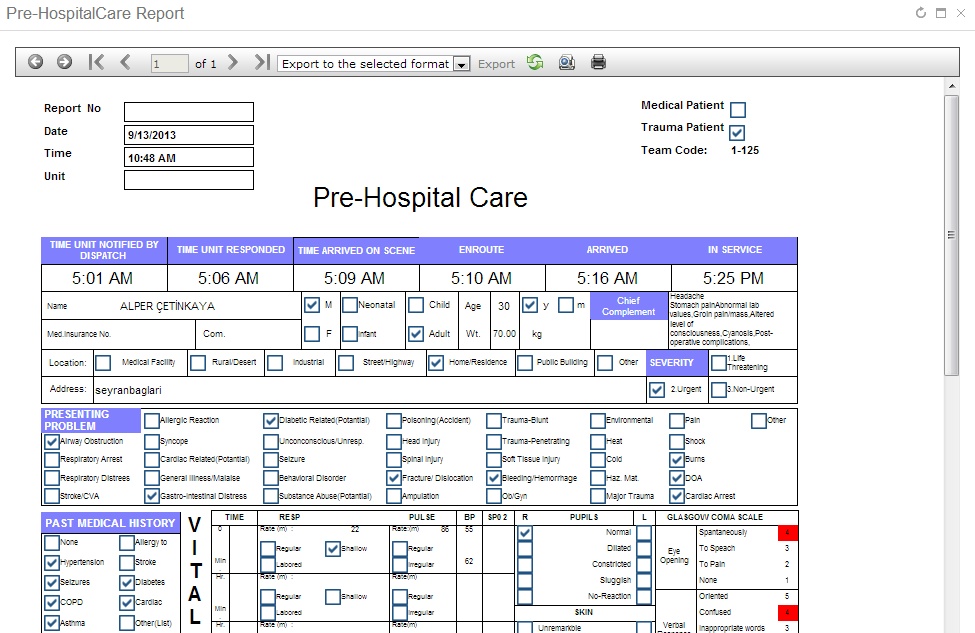 Pre-HospitalCare Report
1 of 1 Export to the selected format Export
Report No
Date 9/13/2013
Time 10:48 AM
Unit
Medical Patient
Trauma Patient
Team Code: 1-125
Pre-Hospital Care
TIME UNIT NOTIFIED BY DISPATCH TIME UNIT RESPONDED TIME ARRIVED ON SCENE ENROUTE ARRIVED IN SERVICE
5:01 AM 5:06 AM 5:09 AM 5:10 AM 5:16 AM 5:25 PM
Name ALPER ÇETİNKAYA M Neonatal Child Age 30 y m Chief Complement
Headache
Stomach painAbnormal lab
values,Groin pain/mass,Altered
level of
consciousness,Cyanosis,Post-
operative complications,
Med.Insurance No. Com. F Infant Adult Wt. 70.00 kg
Location: Medical Facility Rural/Desert Industrial Street/Highway Home/Residence Public Building Other SEVERITY 1.Life Threatening
Address: seyranbaglari 2.Urgent 3.Non-Urgent
PRESENTING PROBLEM Allergic Reaction Diabetic Related(Potential) Poisoning(Accident) Trauma-Blunt Environmental Pain Other
Airway Obstruction Syncope Unconconscious/Unresp. Head Injury Trauma-Penetrating Heat Shock
Respiratory Arrest Cardiac Related(Potantial) Seizure Spinal Injury Soft Tissue Injury Cold Burns
Respiratory Distrees General Illness/Malaise Behavioral Disorder Fracture/ Dislocation Bleeding/Hemorrhage Haz. Mat. DOA
Stroke/CVA Gastro-Intestinal Distress Substance Abuse(Potantial) Ampulation Ob/Gyn Major Trauma Cardiac Arrest
PAST MEDICAL HISTORY
None Allergy to
Hypertension Stroke
Seizures Diabetes
COPD Cardiac
Asthma Other(List)
VITAL
TIME RESP PULSE BP SPO2 R PUPILS L GLASGOW COMA SCALE
0 Rate (m) : 22 Rate.(m) 86 55
Regular Shallow Regular
Min Labored Irregular 62
Hr. Rate (m) : Rate(m)
Regular Shallow Regular
Min Labored Irregular
Hr. Rate (m) : Rate(m)
Normal
Dilated
Constricted
Sluggish
No-Reaction
SKIN
Unremarkble
Eye Opening
Spontaneously 4
To Speach 3
To Pain 2
None 1
Verbal
Oriented 5
Confused 4
Inappropriate words 3